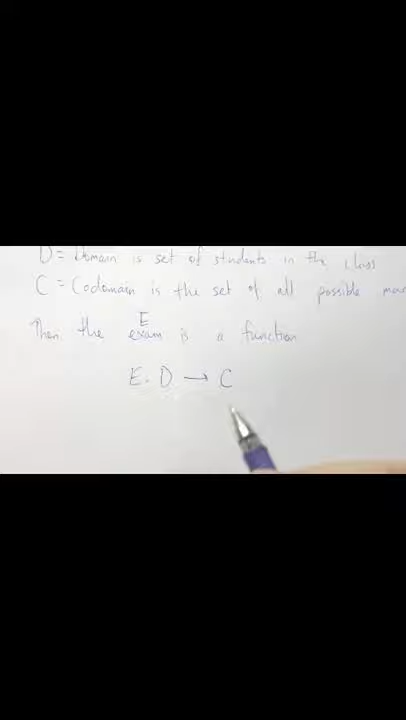 D = Domain is set of students in the class
C = Codomain is the set of all possible
Then the exam is a function
E
E. D → C